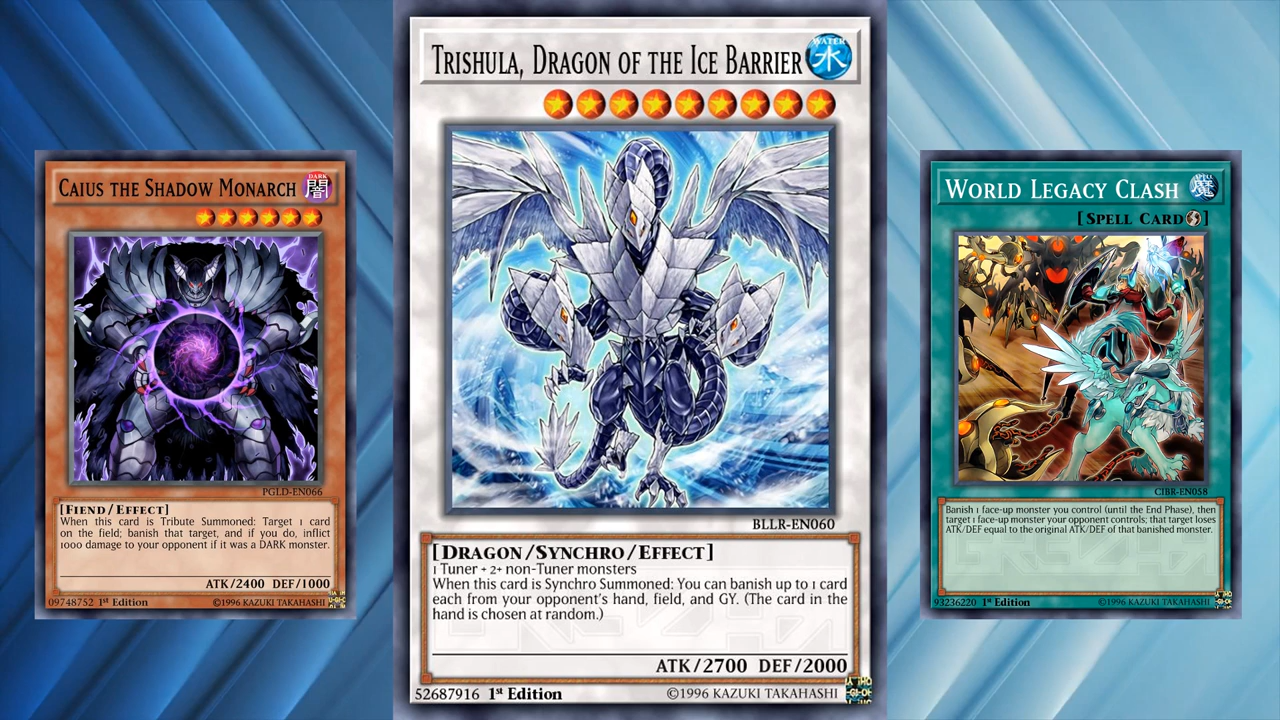 CAIUS THE SHADOW MONARCH
DARK
闇
PGLD-EN066
[FIEND/EFFECT]
When this card is Tribute Summoned: Target 1 card
on the field; banish that target, and if you do, inflict
1000 damage to your opponent if it was a DARK monster.
ATK/2400 DEF/1000
09748752 1st Edition
©1996 KAZUKI TAKAHASHI
TRISHULA, DRAGON OF THE ICE BARRIER
WATER
水
BLLR-EN060
[DRAGON/SYNCHRO/EFFECT]
1 Tuner + 2+ non-Tuner monsters
When this card is Synchro Summoned: You can banish up to 1 card
each from your opponent's hand, field, and GY. (The card in the
hand is chosen at random.)
ATK/2700 DEF/2000
52687916 1st Edition
©1996 KAZUKI TAKAHASHI
WORLD LEGACY CLASH
SPELL
魔
[SPELL CARD]
CIBR-EN058
Banish 1 face-up monster you control (until the End Phase), then
target 1 face-up monster your opponent controls; that target loses
ATK/DEF equal to the original ATK/DEF of that banished monster.
93236220 1st Edition
©1996 KAZUKI TAKAHASHI